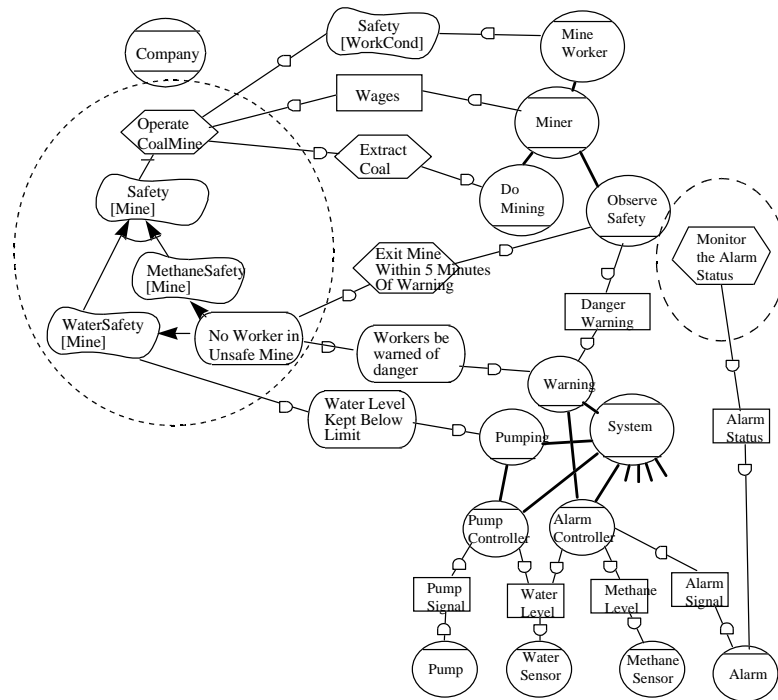 Safety
[WorkCond]
Mine
Worker
Company
Wages
Operate
CoalMine
Miner
Extract
Coal
Safety
[Mine]
Do
Mining
Observe
Safety
Monitor
the Alarm
Status
MethaneSafety
[Mine]
Exit Mine
Within 5 Minutes
Of Warning
Danger
Warning
WaterSafety
[Mine]
No Worker in
Unsafe Mine
Workers be
warned of
danger
Warning
Water Level
Kept Below
Limit
Pumping
System
Alarm
Status
Pump
Controller
Alarm
Controller
Pump
Signal
Water
Level
Methane
Level
Alarm
Signal
Pump
Water
Sensor
Methane
Sensor
Alarm